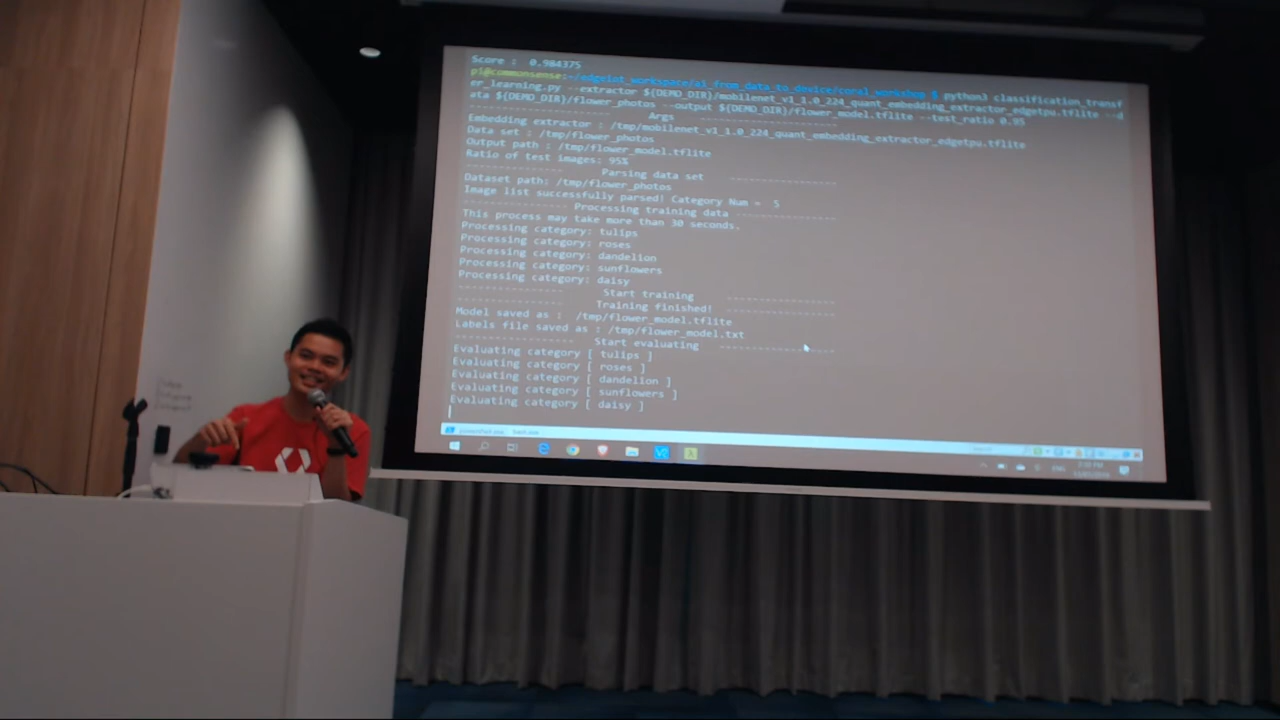 Score : 0.984375
pi@commonsense:~/edgeiot_workspace/a1_from_data_to_device/coral_workshop $ python3 classification_transf
er_learning.py --extractor ${DEMO_DIR}/mobilenet_v1_1.0_224_quant_embedding_extractor_edgetpu.tflite --d
ata ${DEMO_DIR}/flower_photos --output ${DEMO_DIR}/flower_model.tflite --test_ratio 0.95
--------------- Args ------------------
Embedding extractor : /tmp/mobilenet_v1_1.0_224_quant_embedding_extractor_edgetpu.tflite
Data set : /tmp/flower_photos
Output path : /tmp/flower_model.tflite
Ratio of test images: 95%
--------------- Parsing data set -----------------
Dataset path: /tmp/flower_photos
Image list successfully parsed! Category Num = 5
--------------- Processing training data ----------------
This process may take more than 30 seconds.
Processing category: tulips
Processing category: roses
Processing category: dandelion
Processing category: sunflowers
Processing category: daisy
--------------- Start training -----------------
--------------- Training finished! -----------------
Model saved as : /tmp/flower_model.tflite
Labels file saved as : /tmp/flower_model.txt
--------------- Start evaluating -----------------
Evaluating category [ tulips ]
Evaluating category [ roses ]
Evaluating category [ dandelion ]
Evaluating category [ sunflowers ]
Evaluating category [ daisy ]